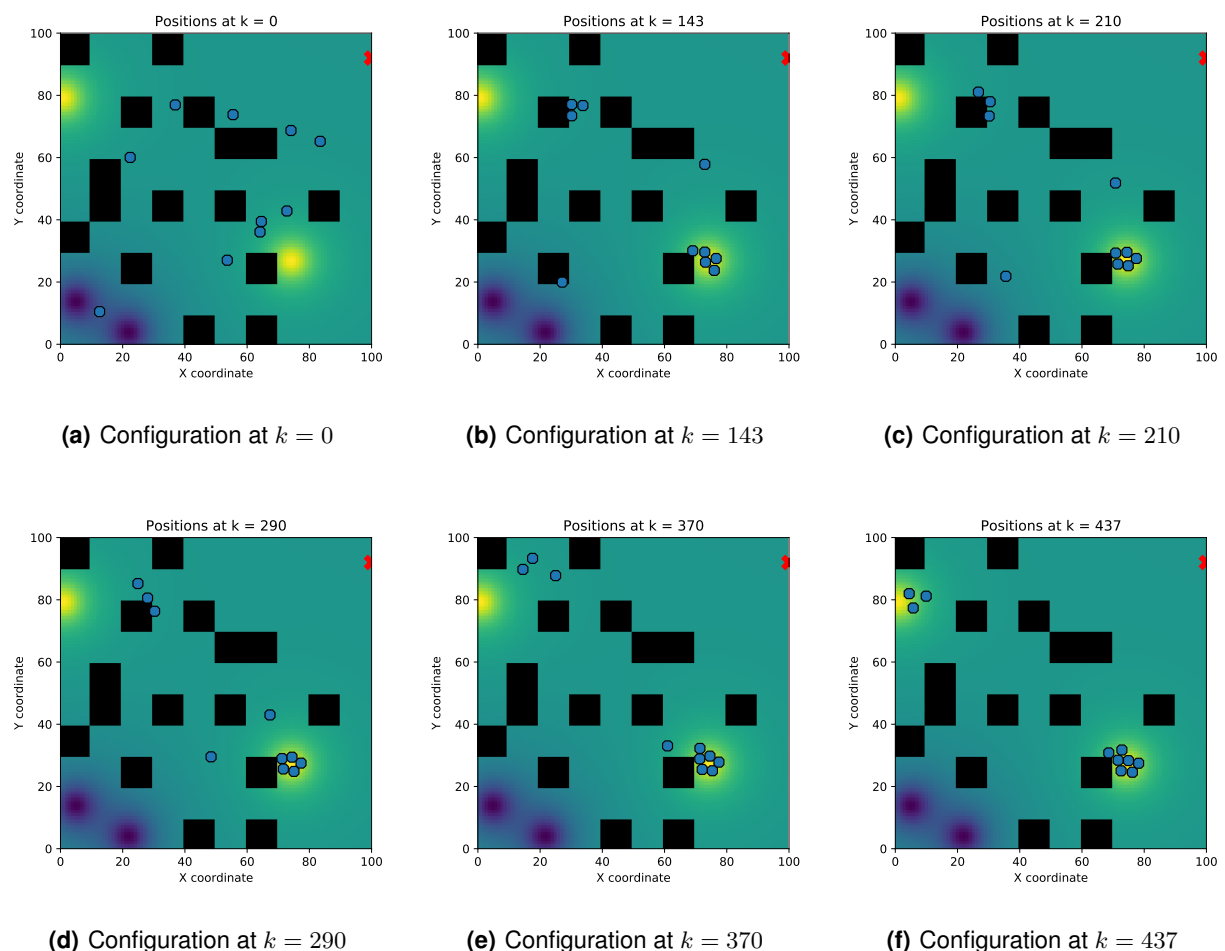 Positions at k = 0
100
80
60
40
20
0
Y coordinate
0 20 40 60 80 100
X coordinate
(a) Configuration at k = 0
Positions at k = 143
100
80
60
40
20
0
Y coordinate
0 20 40 60 80 100
X coordinate
(b) Configuration at k = 143
Positions at k = 210
100
80
60
40
20
0
Y coordinate
0 20 40 60 80 100
X coordinate
(c) Configuration at k = 210
Positions at k = 290
100
80
60
40
20
0
Y coordinate
0 20 40 60 80 100
X coordinate
(d) Configuration at k = 290
Positions at k = 370
100
80
60
40
20
0
Y coordinate
0 20 40 60 80 100
X coordinate
(e) Configuration at k = 370
Positions at k = 437
100
80
60
40
20
0
Y coordinate
0 20 40 60 80 100
X coordinate
(f) Configuration at k = 437